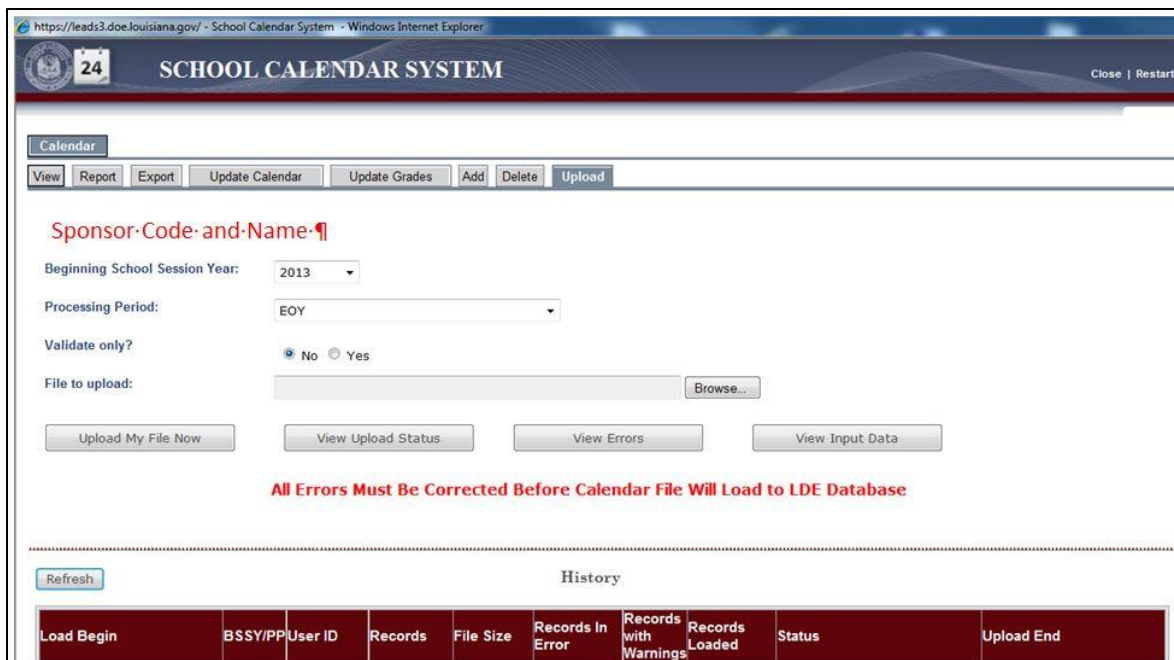 https://leads3.doe.louisiana.gov/ - School Calendar System - Windows Internet Explorer
24 SCHOOL CALENDAR SYSTEM
Close | Restart
Calendar
View Report Export Update Calendar Update Grades Add Delete Upload
Sponsor·Code·and·Name·¶
Beginning School Session Year: 2013
Processing Period: EOY
Validate only? No Yes
File to upload: Browse...
Upload My File Now View Upload Status View Errors View Input Data
All Errors Must Be Corrected Before Calendar File Will Load to LDE Database
Refresh History
Load Begin BSSY/PP User ID Records File Size Records In Error Records with Warnings Records Loaded Status Upload End